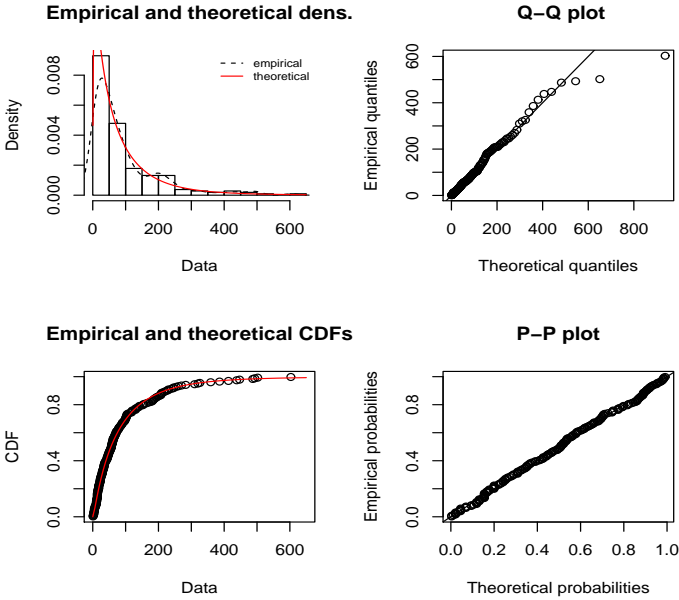 Empirical and theoretical dens.
Density
0.000 0.004 0.008
empirical
theoretical
0 200 400 600
Data
Q−Q plot
Empirical quantiles
0 200 400 600
0 200 400 600 800
Theoretical quantiles
Empirical and theoretical CDFs
CDF
0.0 0.4 0.8
0 200 400 600
Data
P−P plot
Empirical probabilities
0.0 0.4 0.8
0.0 0.2 0.4 0.6 0.8 1.0
Theoretical probabilities